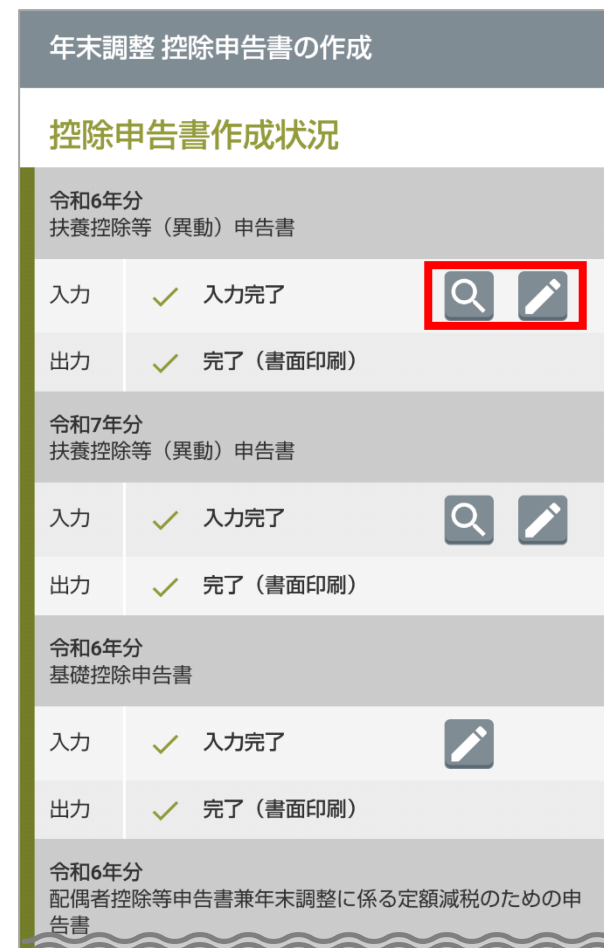 年末調整 控除申告書の作成
控除申告書作成状況
令和6年分
扶養控除等（異動）申告書
入力 入力完了
出力 完了（書面印刷）
令和7年分
扶養控除等（異動）申告書
入力 入力完了
出力 完了（書面印刷）
令和6年分
基礎控除申告書
入力 入力完了
出力 完了（書面印刷）
令和6年分
配偶者控除等申告書兼年末調整に係る定額減税のための申
告書